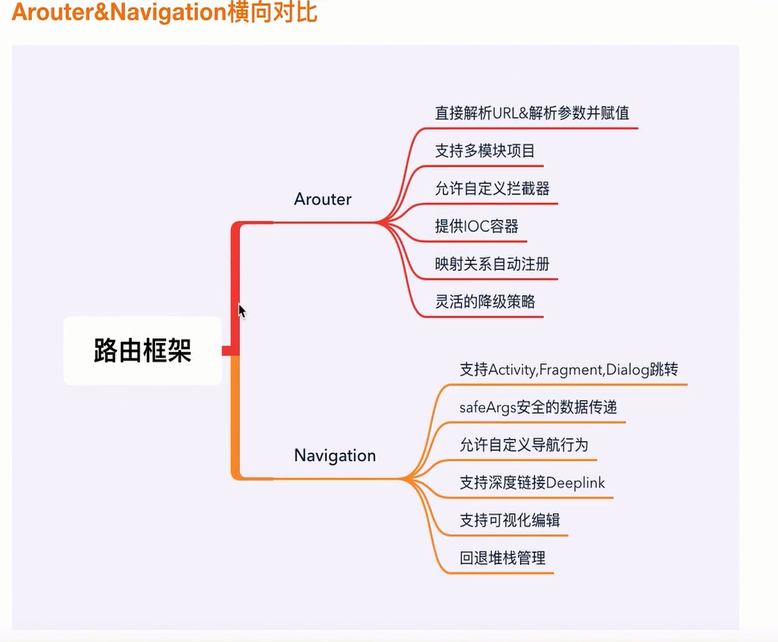 Arouter&Navigation横向对比
直接解析URL&解析参数并赋值
支持多模块项目
允许自定义拦截器
Arouter
提供IOC容器
映射关系自动注册
灵活的降级策略
路由框架
支持Activity,Fragment,Dialog跳转
safeArgs安全的数据传递
允许自定义导航行为
Navigation
支持深度链接Deeplink
支持可视化编辑
回退堆栈管理